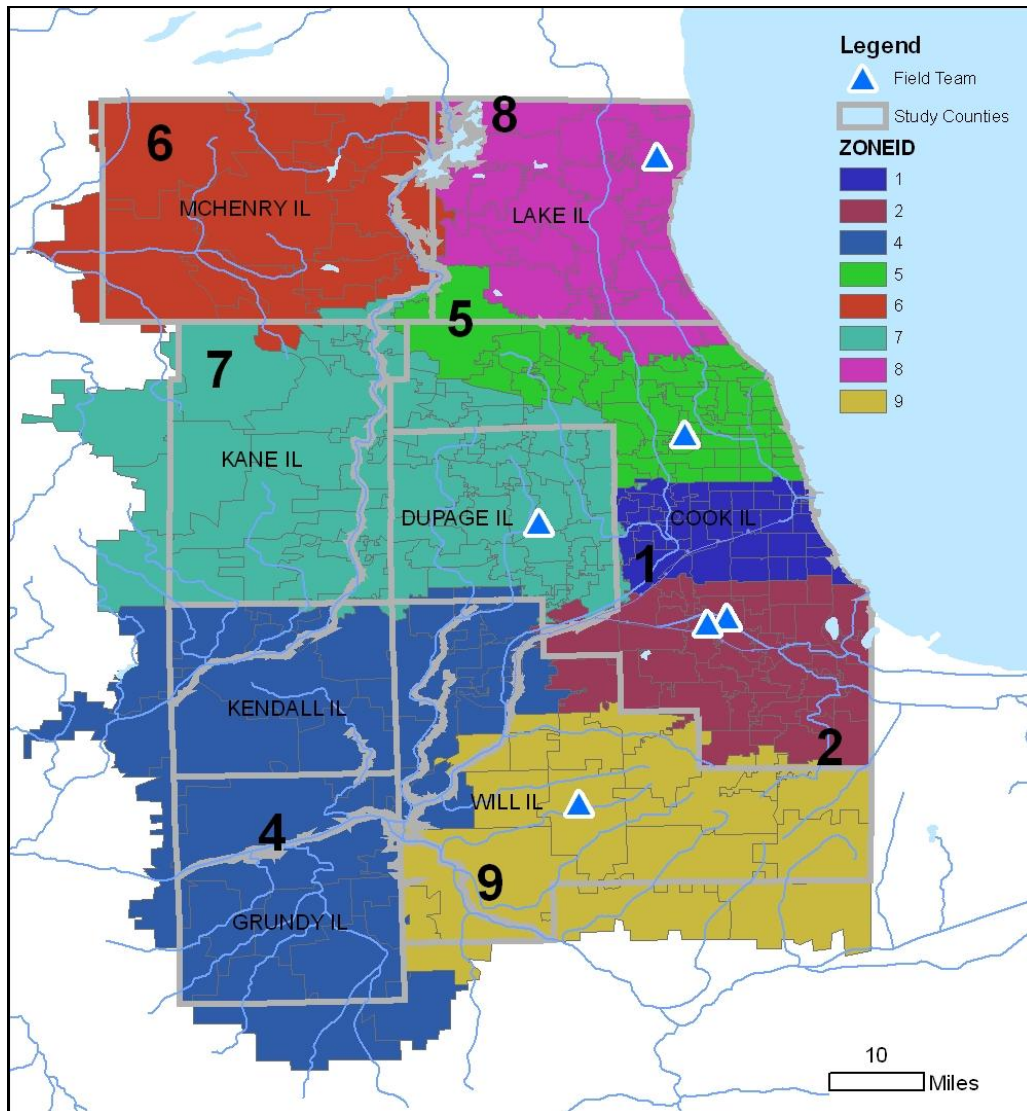 Legend
Field Team
Study Counties
ZONEID
1
2
4
5
6
7
8
9
8
6
MCHENRY IL
LAKE IL
5
7
KANE IL
DUPAGE IL
COOK IL
1
KENDALL IL
2
WILL IL
4
9
GRUNDY IL
10
Miles